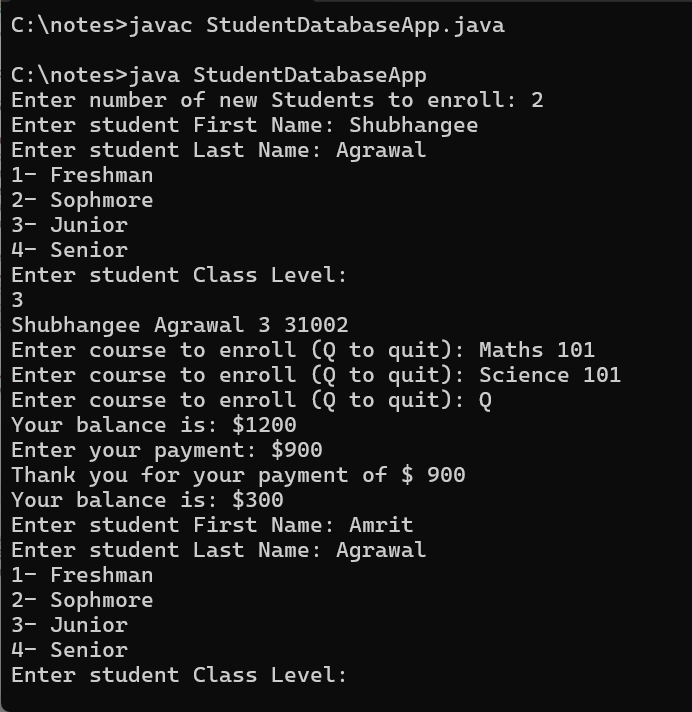 C:\notes>javac StudentDatabaseApp.java
C:\notes>java StudentDatabaseApp
Enter number of new Students to enroll: 2
Enter student First Name: Shubhangee
Enter student Last Name: Agrawal
1- Freshman
2- Sophmore
3- Junior
4- Senior
Enter student Class Level:
3
Shubhangee Agrawal 3 31002
Enter course to enroll (Q to quit): Maths 101
Enter course to enroll (Q to quit): Science 101
Enter course to enroll (Q to quit): Q
Your balance is: $1200
Enter your payment: $900
Thank you for your payment of $ 900
Your balance is: $300
Enter student First Name: Amrit
Enter student Last Name: Agrawal
1- Freshman
2- Sophmore
3- Junior
4- Senior
Enter student Class Level: